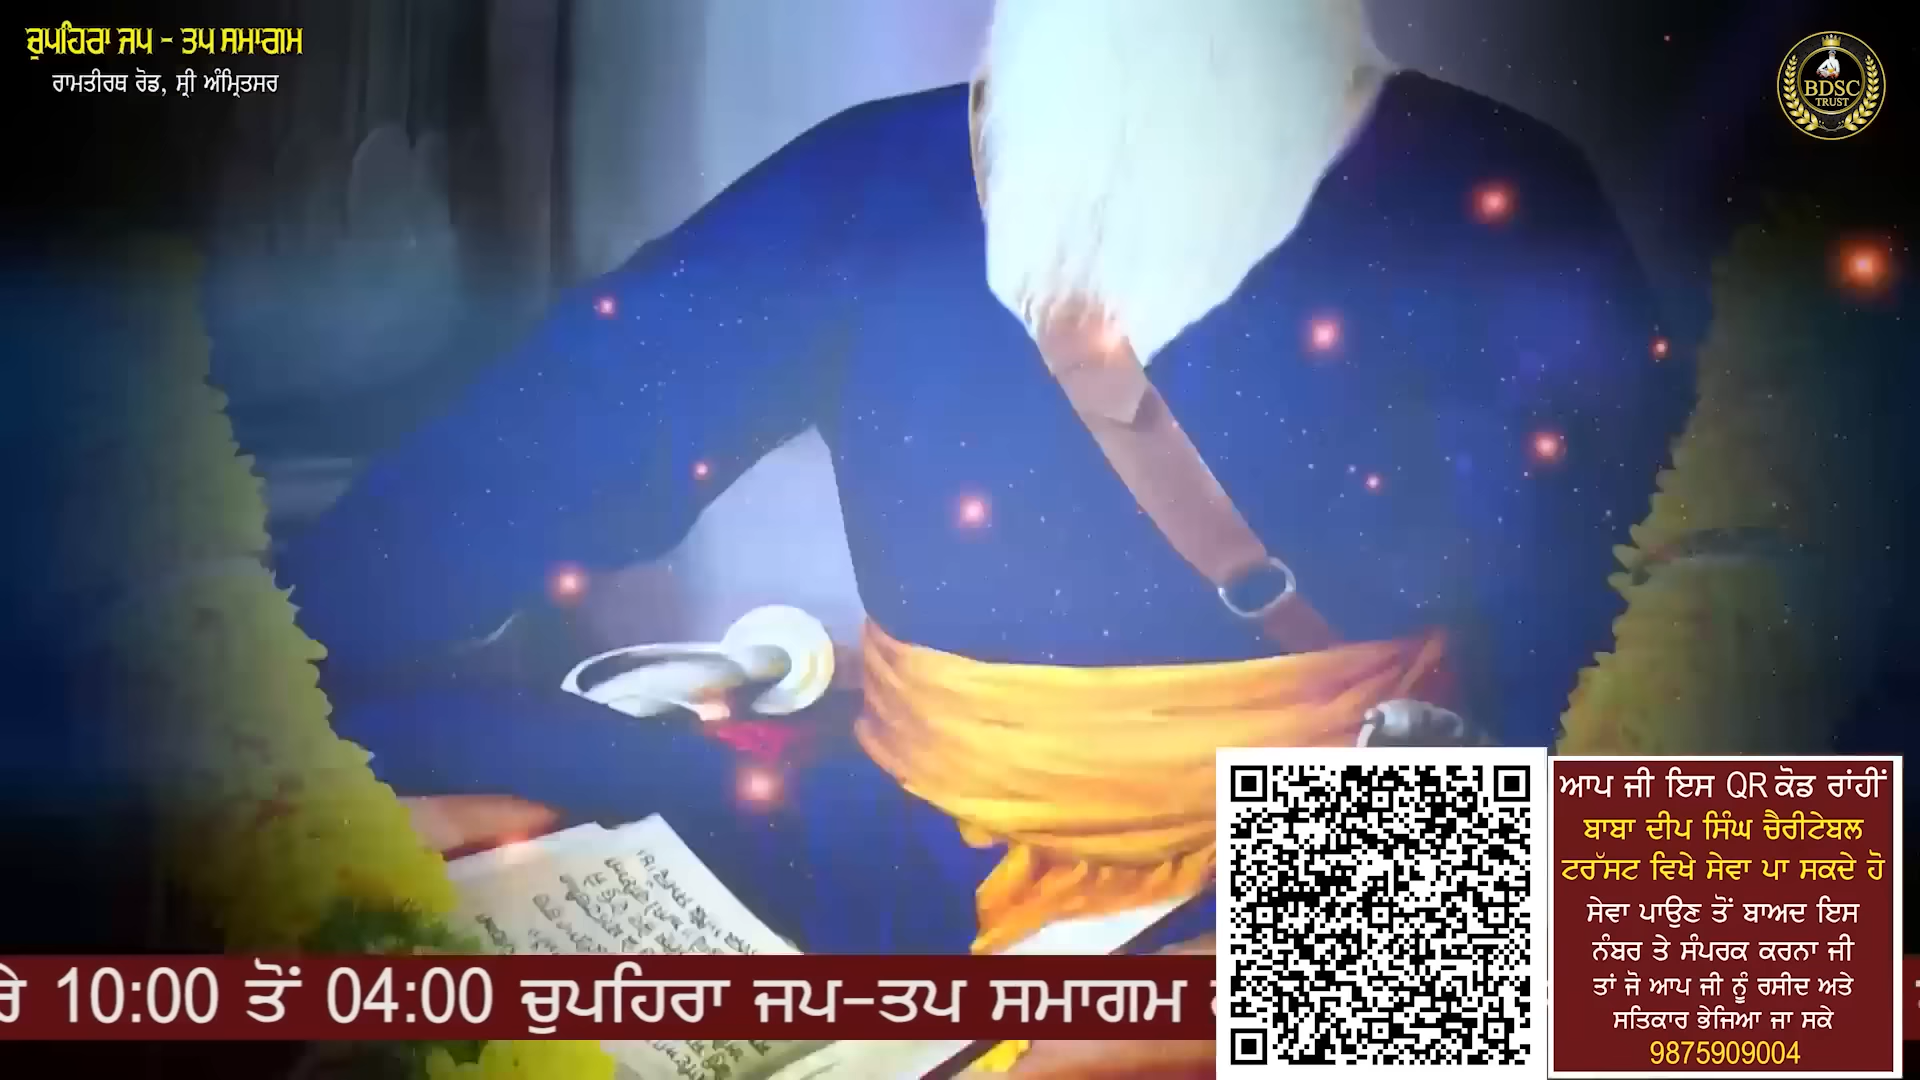 ਚੁਪਹਿਰਾ ਜਪ - ਤਪ ਸਮਾਗਮ
ਰਾਮਤੀਰਥ ਰੋਡ, ਸ੍ਰੀ ਅੰਮ੍ਰਿਤਸਰ
BDSC
TRUST
ਆਪ ਜੀ ਇਸ QR ਕੋਡ ਰਾਂਹੀਂ
ਬਾਬਾ ਦੀਪ ਸਿੰਘ ਚੈਰੀਟੇਬਲ
ਟਰੱਸਟ ਵਿਖੇ ਸੇਵਾ ਪਾ ਸਕਦੇ ਹੋ
ਸੇਵਾ ਪਾਉਣ ਤੋਂ ਬਾਅਦ ਇਸ
ਨੰਬਰ ਤੇ ਸੰਪਰਕ ਕਰਨਾ ਜੀ
ਤਾਂ ਜੋ ਆਪ ਜੀ ਨੂੰ ਰਸੀਦ ਅਤੇ
ਸਤਿਕਾਰ ਭੇਜਿਆ ਜਾ ਸਕੇ
9875909004
10:00 ਤੋਂ 04:00 ਚੁਪਹਿਰਾ ਜਪ-ਤਪ ਸਮਾਗਮ